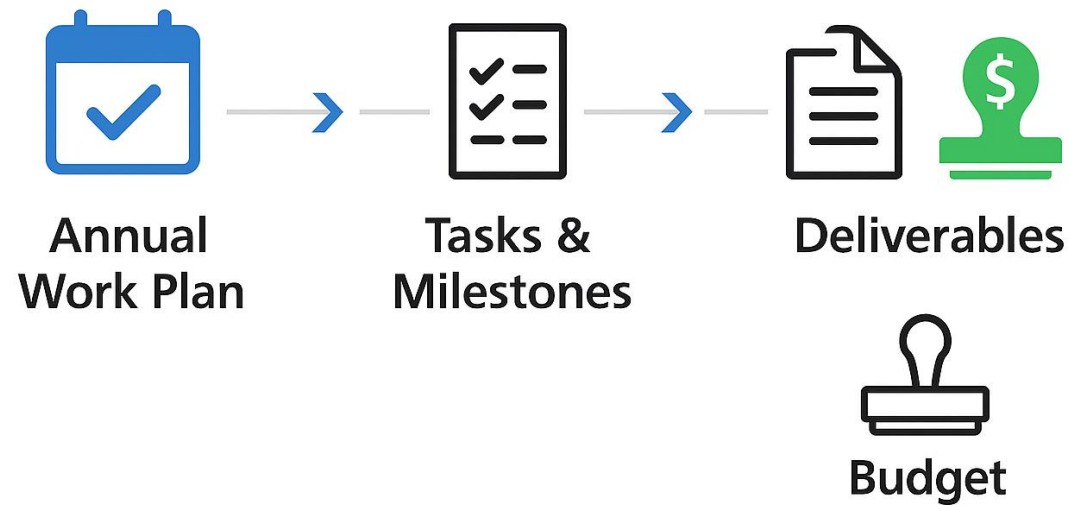 $
Annual
Work Plan
Tasks &
Milestones
Deliverables
Budget